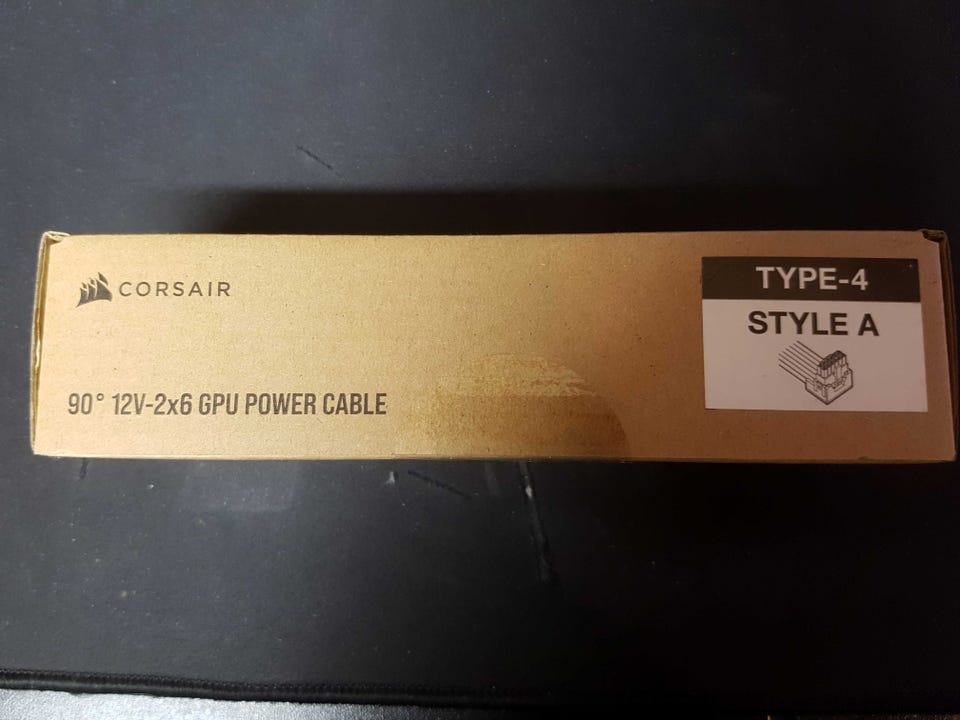 CORSAIR
TYPE-4
STYLE A
90° 12V-2x6 GPU POWER CABLE